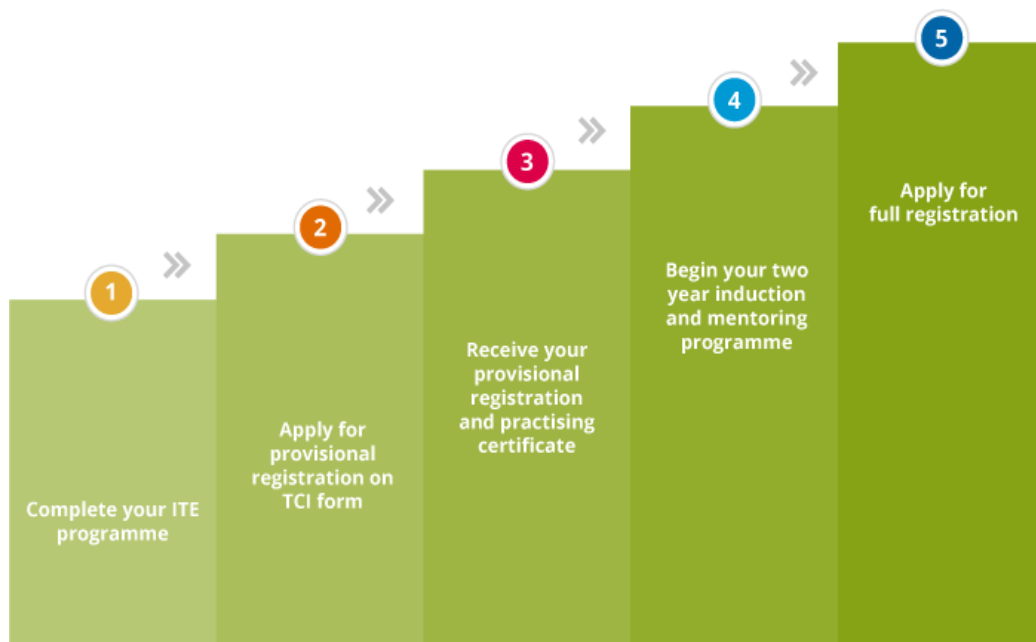 1
Complete your ITE
programme
2
Apply for
provisional
registration on
TCI form
3
Receive your
provisional
registration
and practising
certificate
4
Begin your two
year induction
and mentoring
programme
5
Apply for
full registration